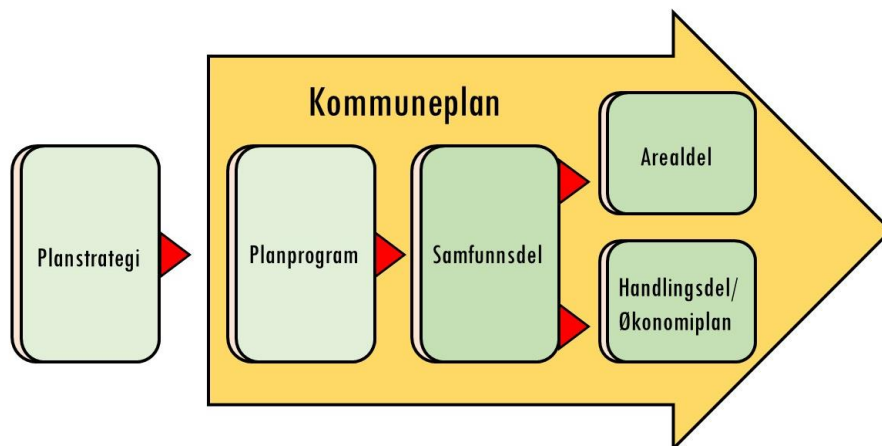 Kommuneplan
Planstrategi
Planprogram
Samfunnsdel
Arealdel
Handlingsdel/
Økonomiplan